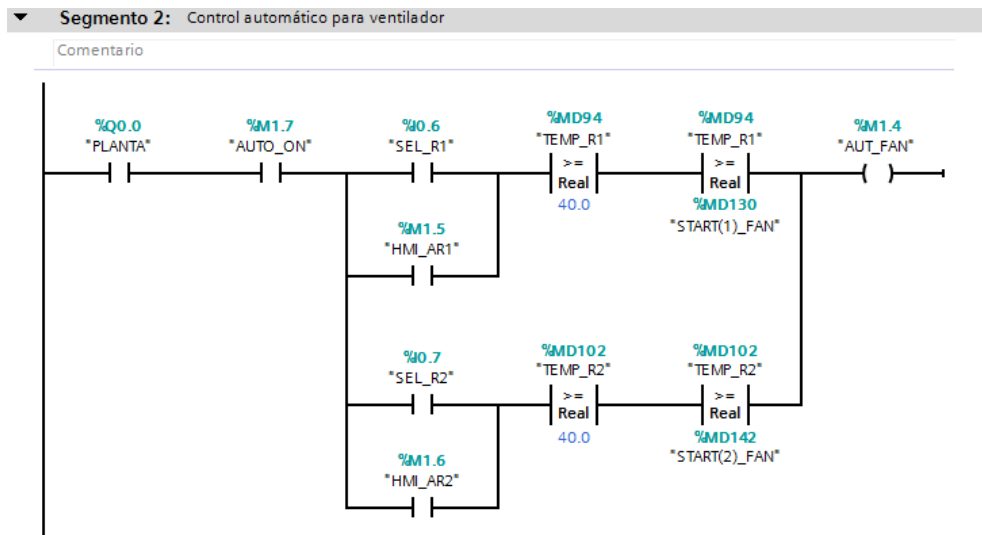 Segmento 2: Control automático para ventilador
Comentario
%Q0.0
"PLANTA"
%M1.7
"AUTO_ON"
%I0.6
"SEL_R1"
%MD94
"TEMP_R1"
>=
Real
40.0
%MD94
"TEMP_R1"
>=
Real
%MD130
"START(1)_FAN"
%M1.4
"AUT_FAN"
%M1.5
"HMI_AR1"
%I0.7
"SEL_R2"
%MD102
"TEMP_R2"
>=
Real
40.0
%MD102
"TEMP_R2"
>=
Real
%MD142
"START(2)_FAN"
%M1.6
"HMI_AR2"